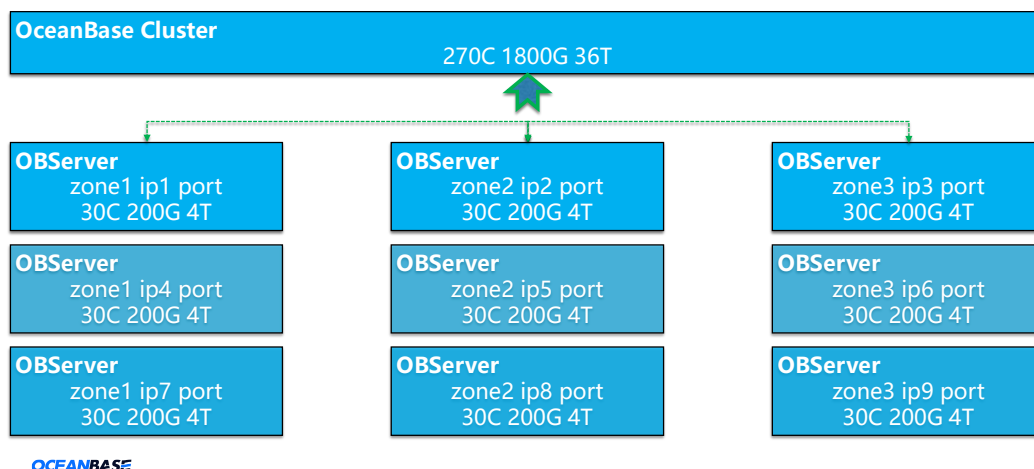 OceanBase Cluster
270C 1800G 36T
OBServer
zone1 ip1 port
30C 200G 4T
OBServer
zone2 ip2 port
30C 200G 4T
OBServer
zone3 ip3 port
30C 200G 4T
OBServer
zone1 ip4 port
30C 200G 4T
OBServer
zone2 ip5 port
30C 200G 4T
OBServer
zone3 ip6 port
30C 200G 4T
OBServer
zone1 ip7 port
30C 200G 4T
OBServer
zone2 ip8 port
30C 200G 4T
OBServer
zone3 ip9 port
30C 200G 4T
OCEANBASE